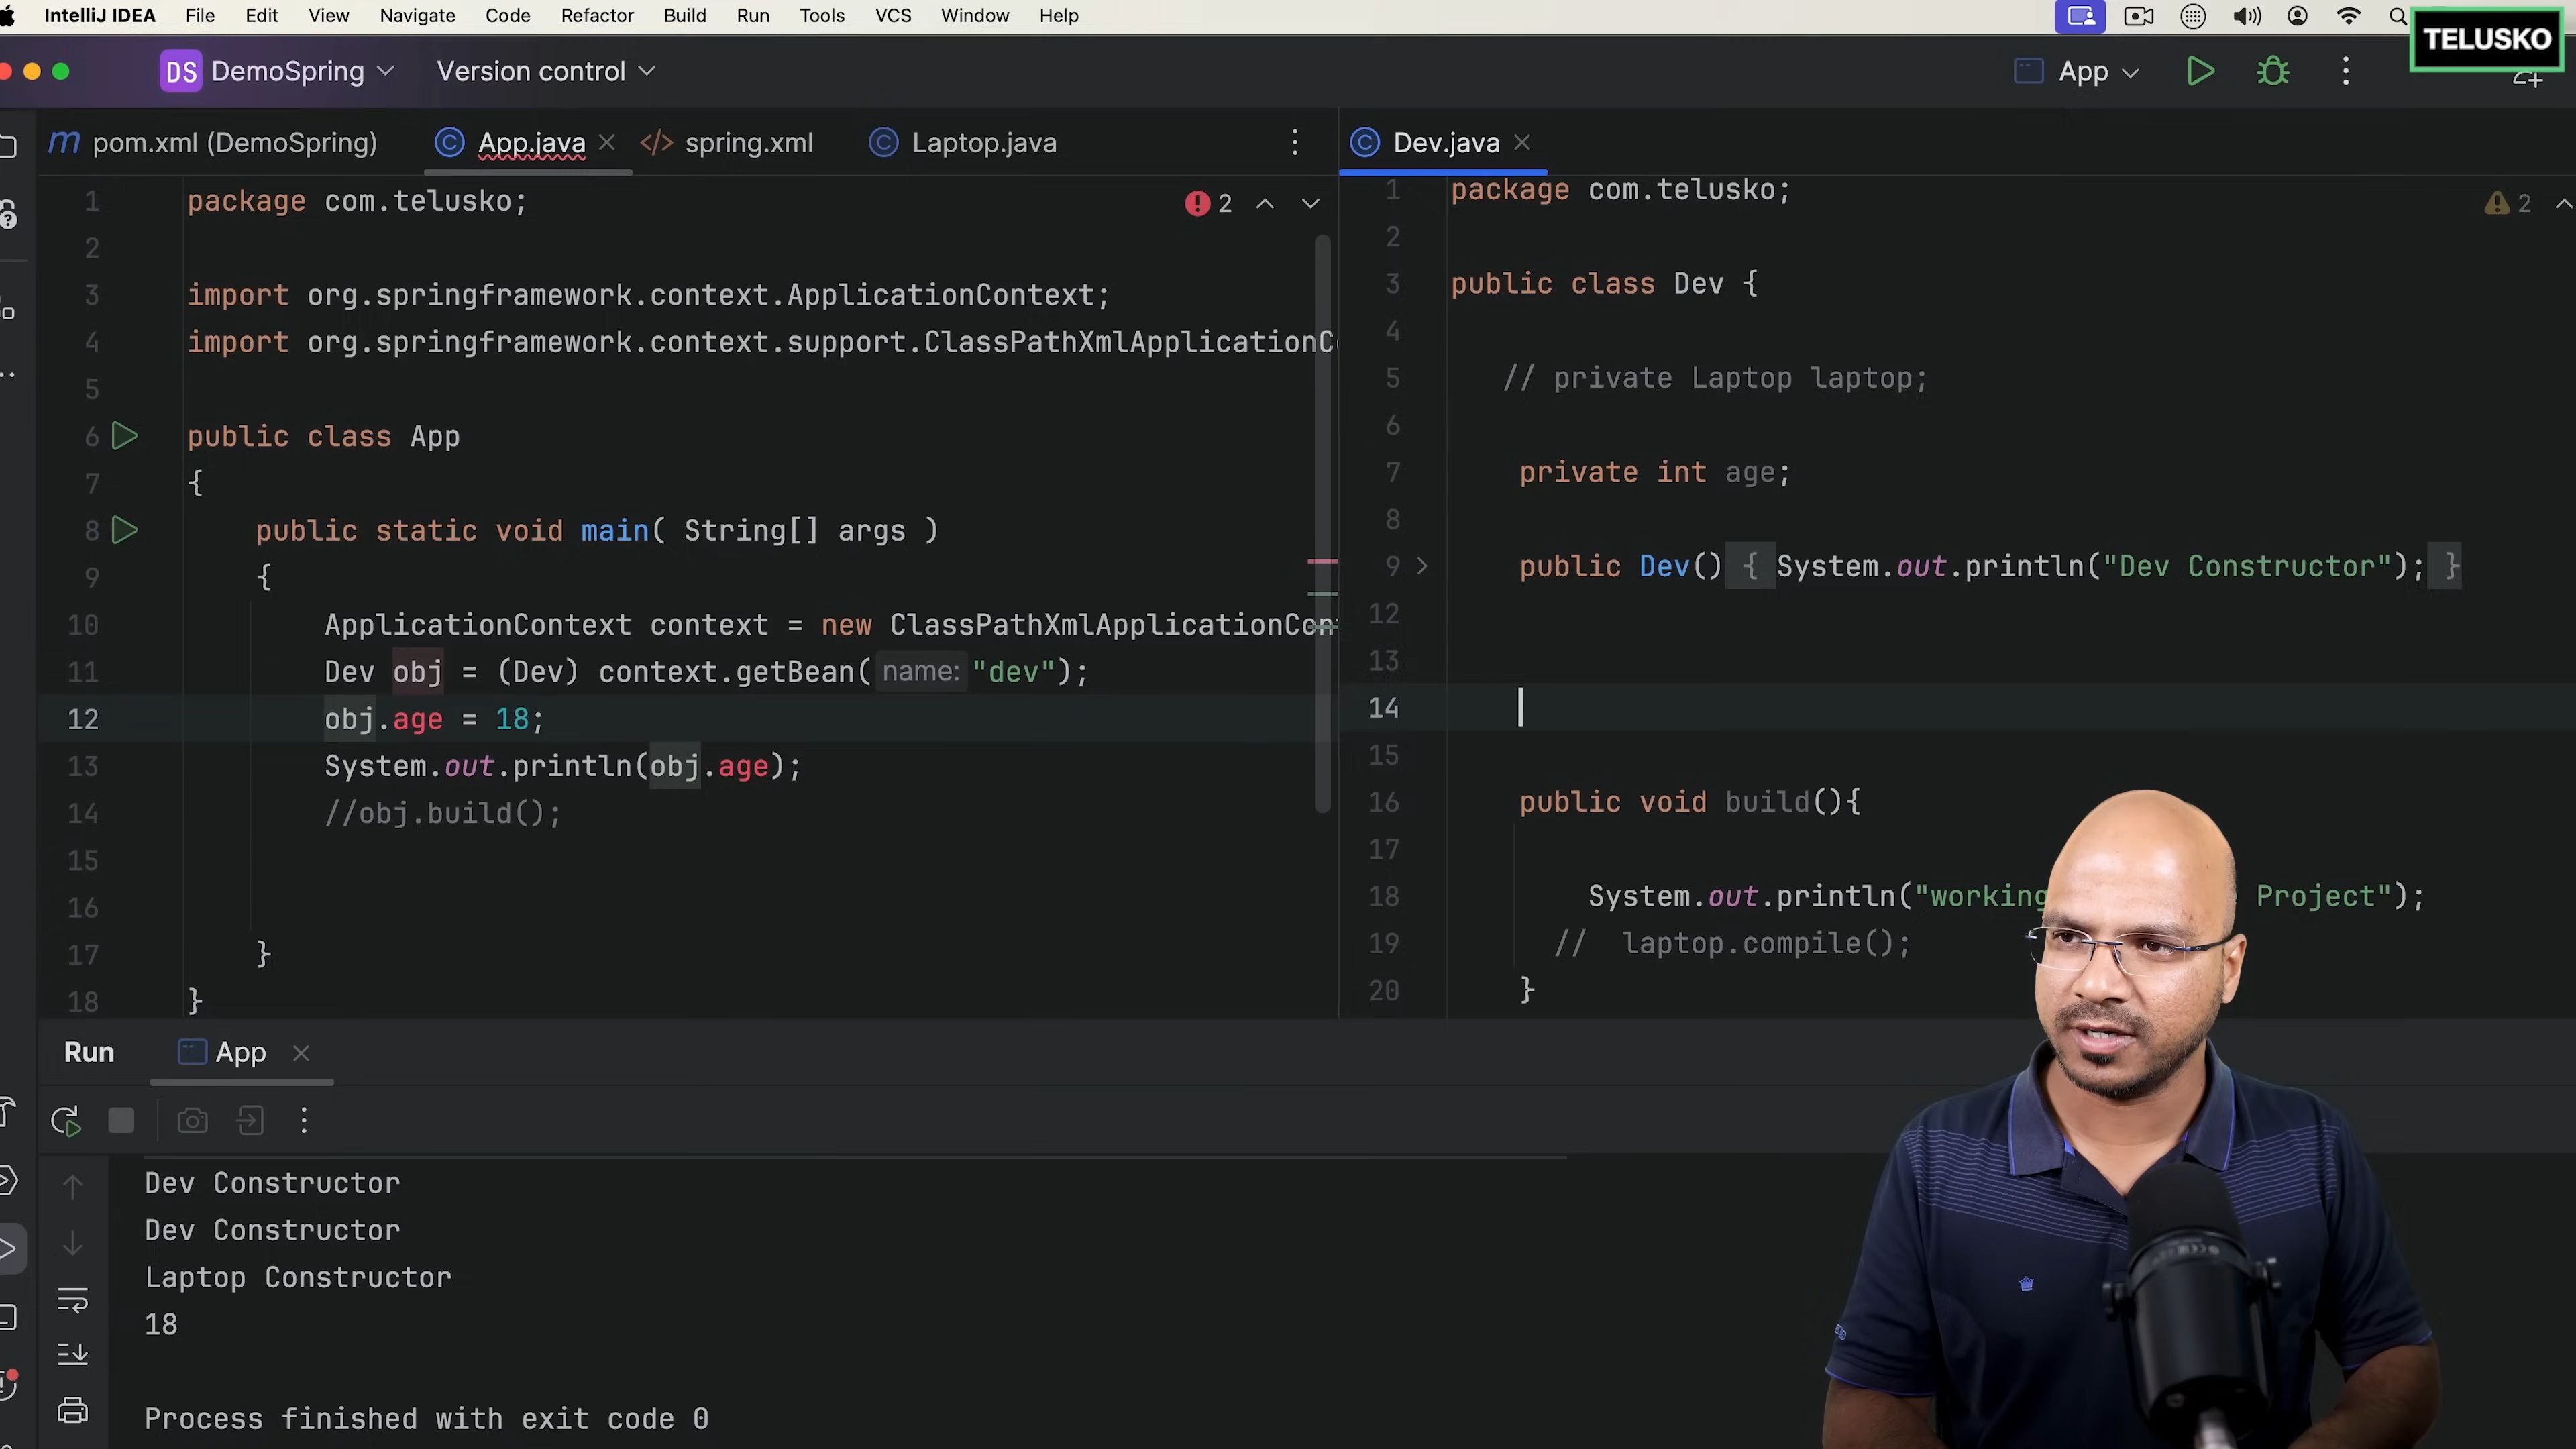 IntelliJ IDEA File Edit View Navigate Code Refactor Build Run Tools VCS Window Help
TELUSKO
DS DemoSpring Version control App
pom.xml (DemoSpring) App.java spring.xml Laptop.java
2
1 package com.telusko;
2
3 import org.springframework.context.ApplicationContext;
4 import org.springframework.context.support.ClassPathXmlApplicationC
5
6 public class App
7 {
8 public static void main( String[] args )
9 {
10 ApplicationContext context = new ClassPathXmlApplicationCon
11 Dev obj = (Dev) context.getBean( name: "dev");
12 obj.age = 18;
13 System.out.println(obj.age);
14 //obj.build();
15
16
17 }
18 }
Dev.java
2
1 package com.telusko;
2
3 public class Dev {
4
5 // private Laptop laptop;
6
7 private int age;
8
9 public Dev() { System.out.println("Dev Constructor"); }
12
13
14
15
16 public void build(){
17
18 System.out.println("working Project");
19 // laptop.compile();
20 }
Run App
Dev Constructor
Dev Constructor
Laptop Constructor
18
Process finished with exit code 0